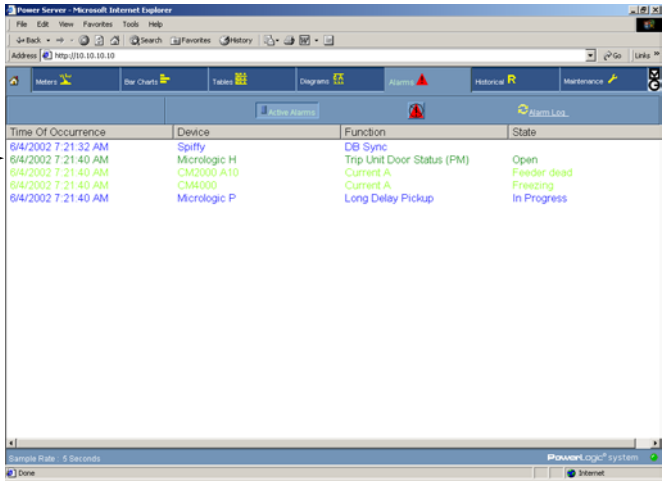 Power Server - Microsoft Internet Explorer
File Edit View Favorites Tools Help
Back Search Favorites History
Address http://10.10.10.10 Go Links »
Meters Bar Charts Tables Diagrams Alarms Historical R Maintenance
Active Alarms Alarm Log
Time Of Occurrence Device Function State
6/4/2002 7:21:32 AM Spiffy DB Sync
6/4/2002 7:21:40 AM Micrologic H Trip Unit Door Status (PM) Open
6/4/2002 7:21:40 AM CM2000 A10 Current A Feeder dead
6/4/2002 7:21:40 AM CM4000 Current A Freezing
6/4/2002 7:21:40 AM Micrologic P Long Delay Pickup In Progress
Sample Rate : 5 Seconds PowerLogic® system
Done Internet